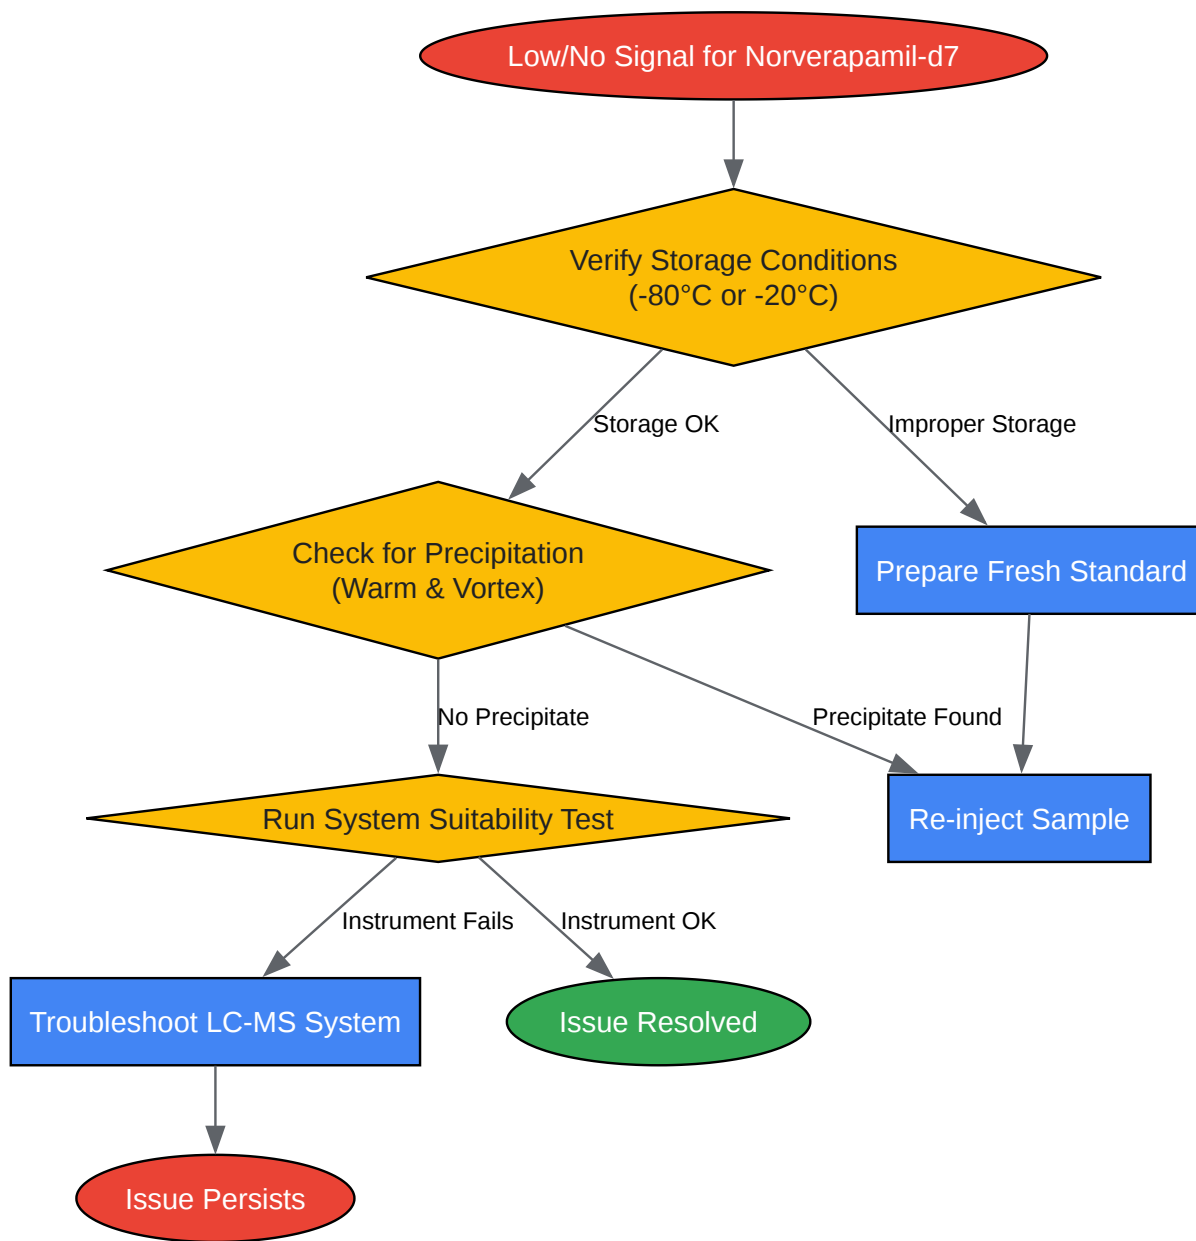 Low/No Signal for Norverapamil-d7
Verify Storage Conditions
(-80°C or -20°C)
Storage OK
Improper Storage
Check for Precipitation
(Warm & Vortex)
Prepare Fresh Standard
No Precipitate
Precipitate Found
Run System Suitability Test
Re-inject Sample
Instrument Fails
Instrument OK
Troubleshoot LC-MS System
Issue Resolved
Issue Persists